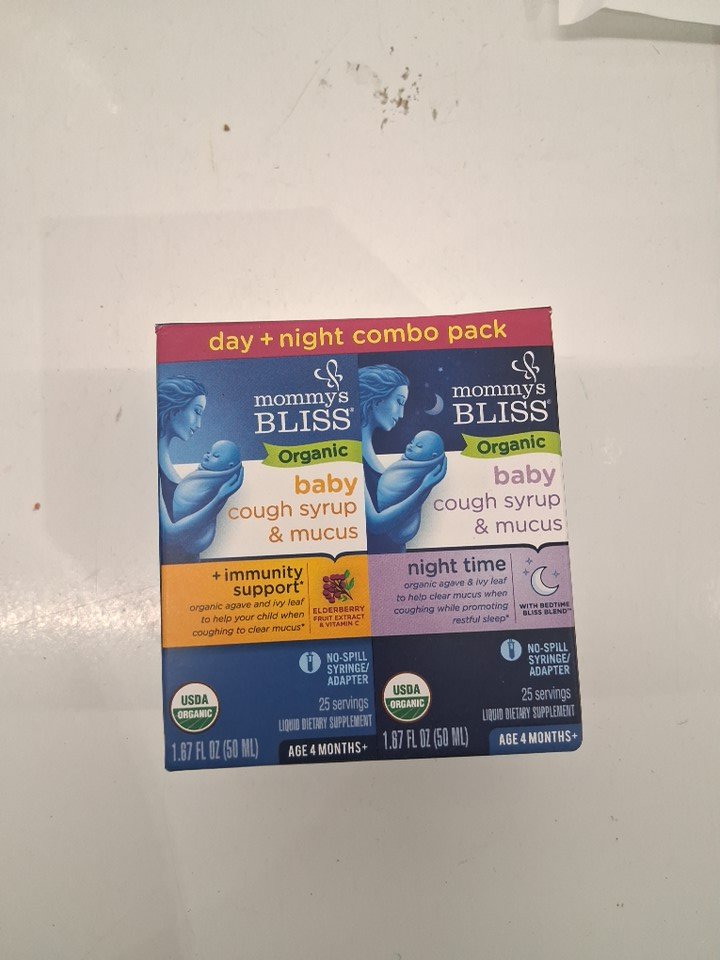 day + night combo pack
mommy's
BLISS®
Organic
baby
cough syrup
& mucus
+ immunity
support*
organic agave and ivy leaf
to help your child when
coughing to clear mucus*
ELDERBERRY
FRUIT EXTRACT
& VITAMIN C
NO-SPILL
SYRINGE/
ADAPTER
USDA
ORGANIC
25 servings
LIQUID DIETARY SUPPLEMENT
1.67 FL OZ (50 ML)
AGE 4 MONTHS+
mommy's
BLISS®
Organic
baby
cough syrup
& mucus
night time
organic agave & ivy leaf
to help clear mucus when
coughing while promoting
restful sleep*
WITH BEDTIME
BLISS BLEND™
NO-SPILL
SYRINGE/
ADAPTER
USDA
ORGANIC
25 servings
LIQUID DIETARY SUPPLEMENT
1.67 FL OZ (50 ML)
AGE 4 MONTHS+